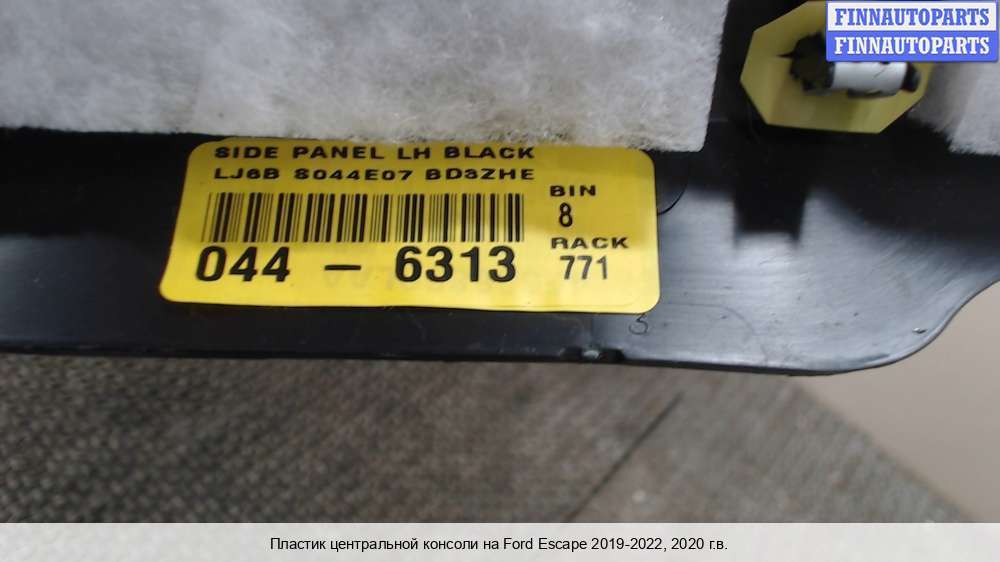 FINNAUTOPARTS
FINNAUTOPARTS
SIDE PANEL LH BLACK
LJ6B S044E07 BD3ZHE
BIN
8
044 - 6313
RACK
771
3
Пластик центральной консоли на Ford Escape 2019-2022, 2020 г.в.